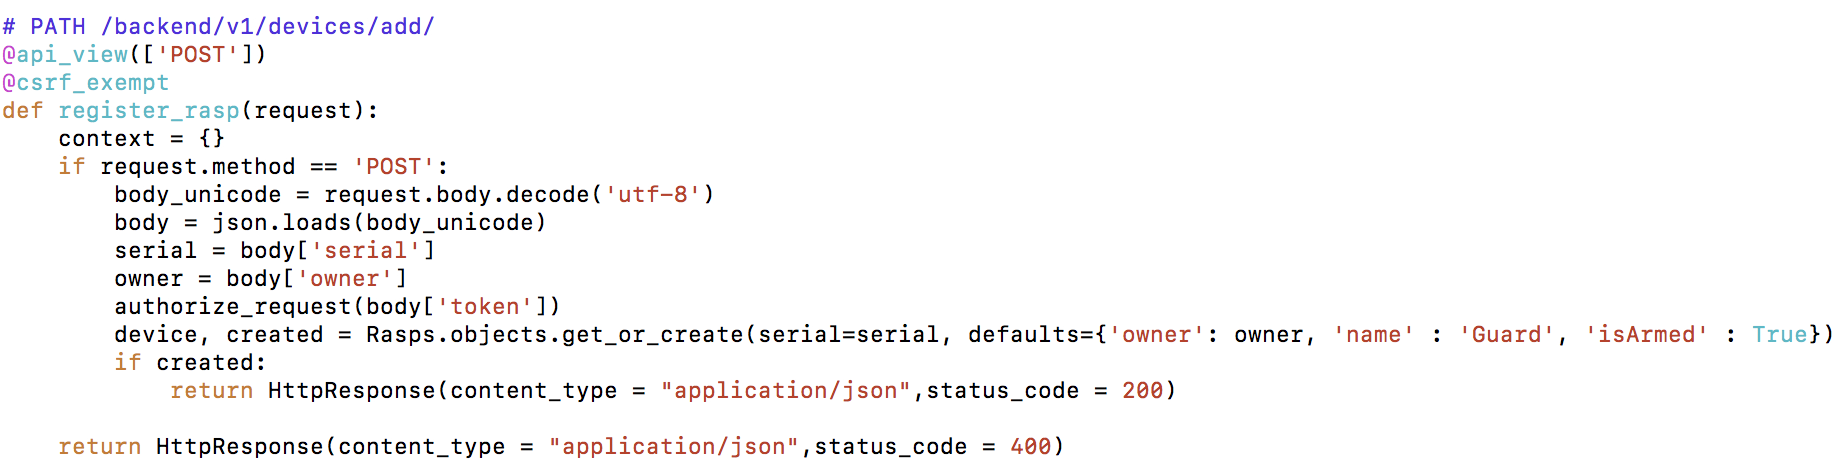 # PATH /backend/v1/devices/add/
@api_view(['POST'])
@csrf_exempt
def register_rasp(request):
    context = {}
    if request.method == 'POST':
        body_unicode = request.body.decode('utf-8')
        body = json.loads(body_unicode)
        serial = body['serial']
        owner = body['owner']
        authorize_request(body['token'])
        device, created = Rasps.objects.get_or_create(serial=serial, defaults={'owner': owner, 'name' : 'Guard', 'isArmed' : True})
        if created:
            return HttpResponse(content_type = "application/json",status_code = 200)

    return HttpResponse(content_type = "application/json",status_code = 400)